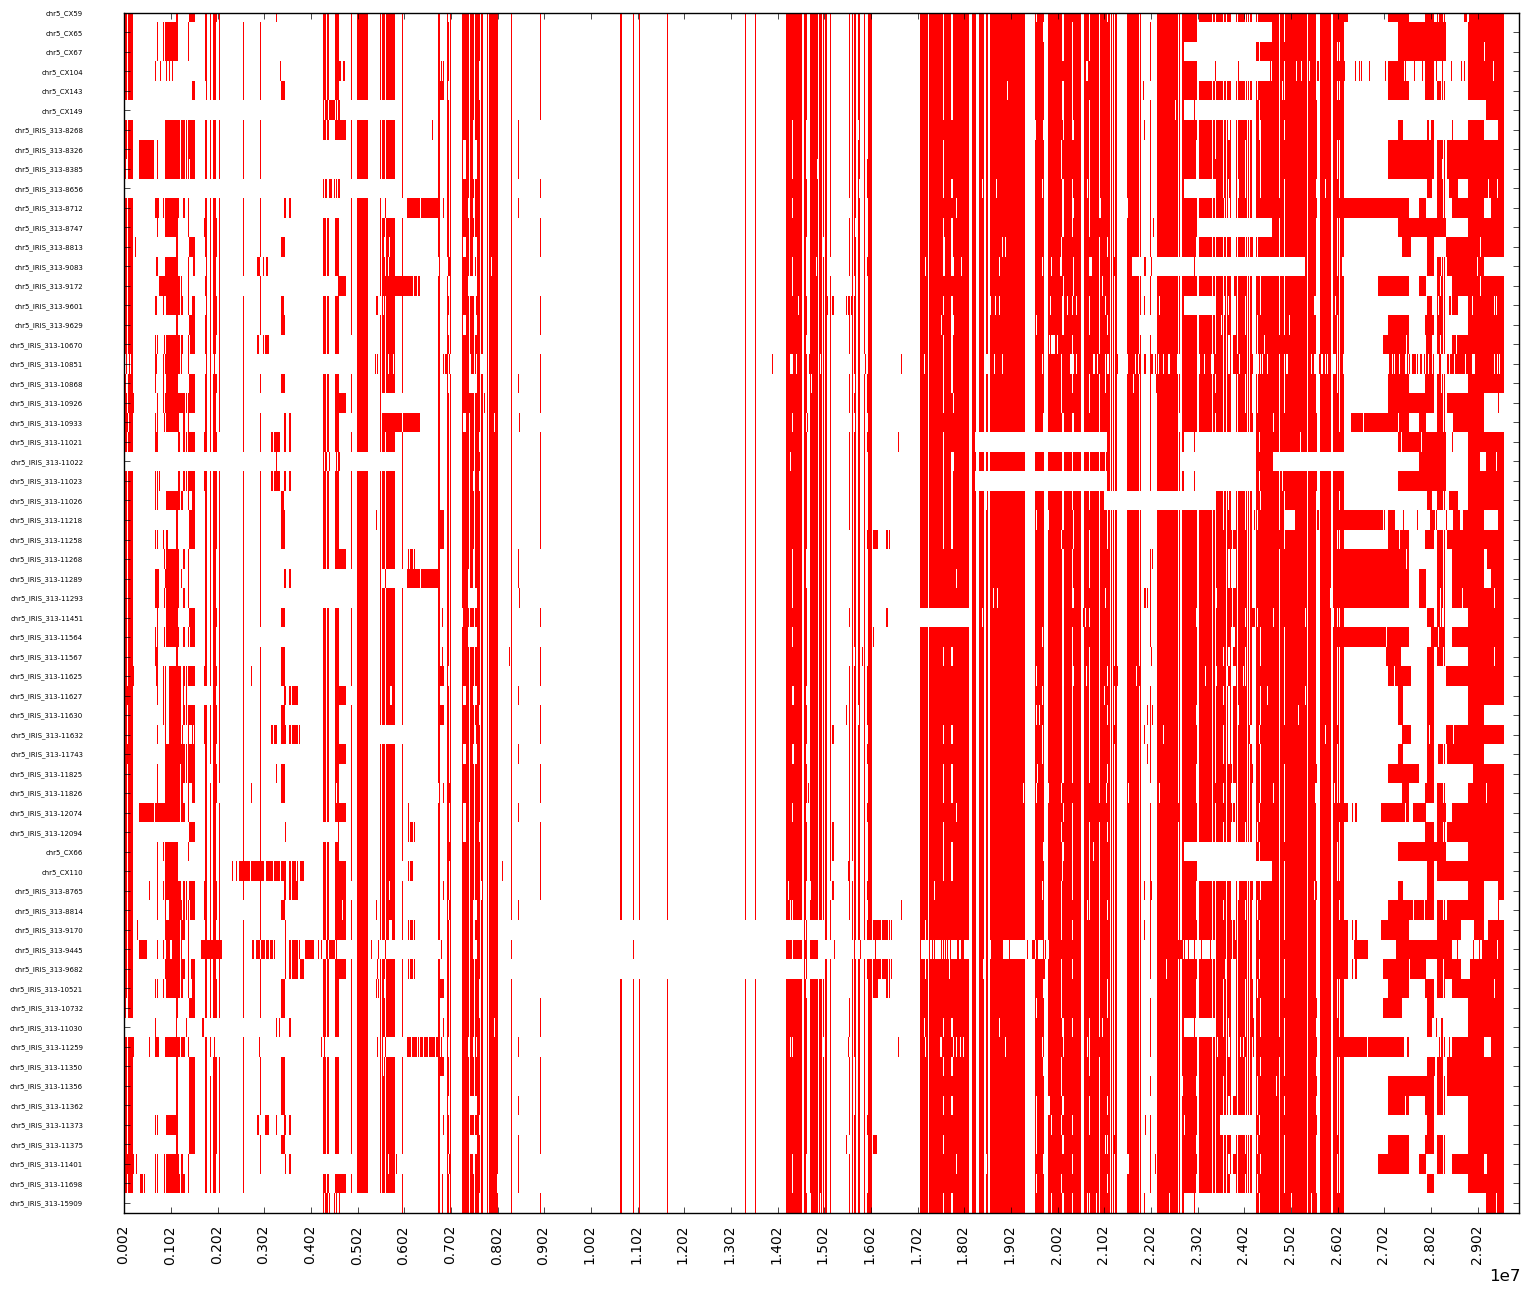 chr5_CX59
chr5_CX65
chr5_CX67
chr5_CX104
chr5_CX143
chr5_CX149
chr5_IRIS_313-8268
chr5_IRIS_313-8326
chr5_IRIS_313-8385
chr5_IRIS_313-8656
chr5_IRIS_313-8712
chr5_IRIS_313-8747
chr5_IRIS_313-8813
chr5_IRIS_313-9083
chr5_IRIS_313-9172
chr5_IRIS_313-9601
chr5_IRIS_313-9629
chr5_IRIS_313-10670
chr5_IRIS_313-10851
chr5_IRIS_313-10868
chr5_IRIS_313-10926
chr5_IRIS_313-10933
chr5_IRIS_313-11021
chr5_IRIS_313-11022
chr5_IRIS_313-11023
chr5_IRIS_313-11026
chr5_IRIS_313-11218
chr5_IRIS_313-11258
chr5_IRIS_313-11268
chr5_IRIS_313-11289
chr5_IRIS_313-11293
chr5_IRIS_313-11451
chr5_IRIS_313-11564
chr5_IRIS_313-11567
chr5_IRIS_313-11625
chr5_IRIS_313-11627
chr5_IRIS_313-11630
chr5_IRIS_313-11632
chr5_IRIS_313-11743
chr5_IRIS_313-11825
chr5_IRIS_313-11826
chr5_IRIS_313-12074
chr5_IRIS_313-12094
chr5_CX66
chr5_CX110
chr5_IRIS_313-8765
chr5_IRIS_313-8814
chr5_IRIS_313-9170
chr5_IRIS_313-9445
chr5_IRIS_313-9682
chr5_IRIS_313-10521
chr5_IRIS_313-10732
chr5_IRIS_313-11030
chr5_IRIS_313-11259
chr5_IRIS_313-11350
chr5_IRIS_313-11356
chr5_IRIS_313-11362
chr5_IRIS_313-11373
chr5_IRIS_313-11375
chr5_IRIS_313-11401
chr5_IRIS_313-11698
chr5_IRIS_313-15909
0.002 0.102 0.202 0.302 0.402 0.502 0.602 0.702 0.802 0.902 1.002 1.102 1.202 1.302 1.402 1.502 1.602 1.702 1.802 1.902 2.002 2.102 2.202 2.302 2.402 2.502 2.602 2.702 2.802 2.902
1e7